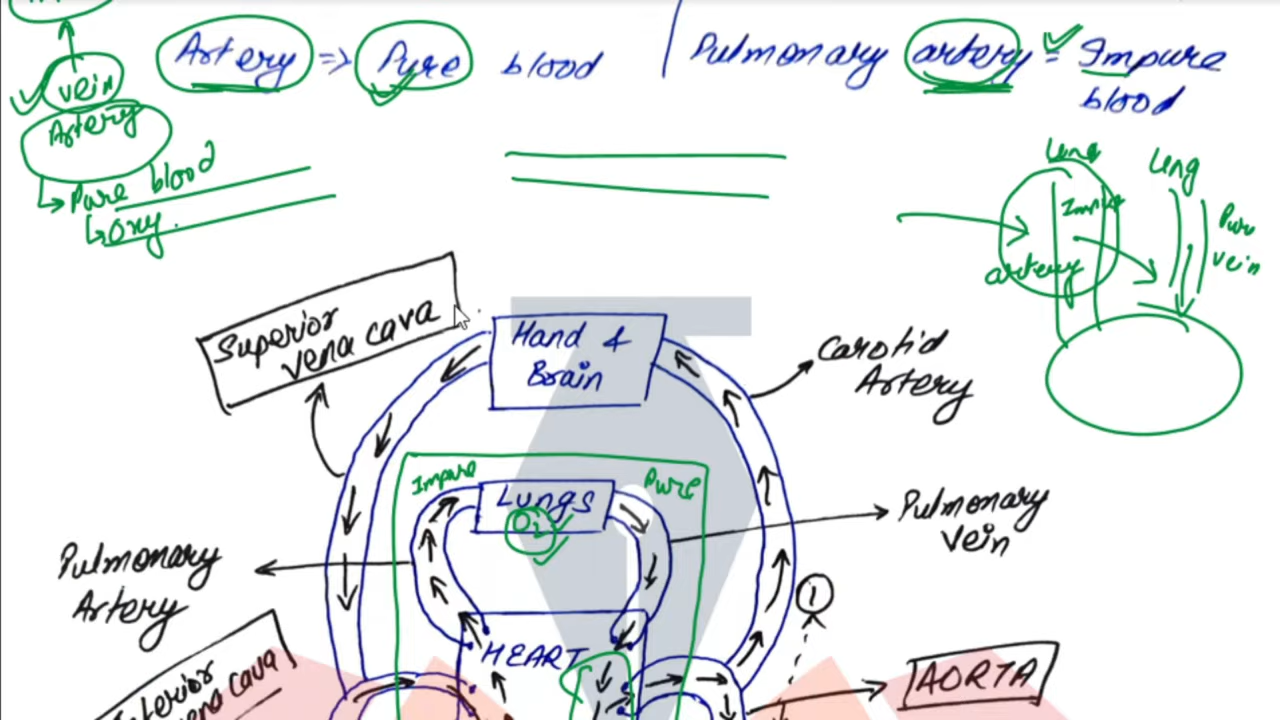 vein
Artery
Pure blood
Oxy.
Artery => Pure blood
Pulmonary artery = Impure
blood
Lung
Impure
artery
Lung
Pure
vein
Superior
vena cava
Hand &
Brain
Carotid
Artery
Impure
Pure
Lungs
O2
Pulmonary
vein
Pulmonary
Artery
HEART
1
AORTA
vena cava